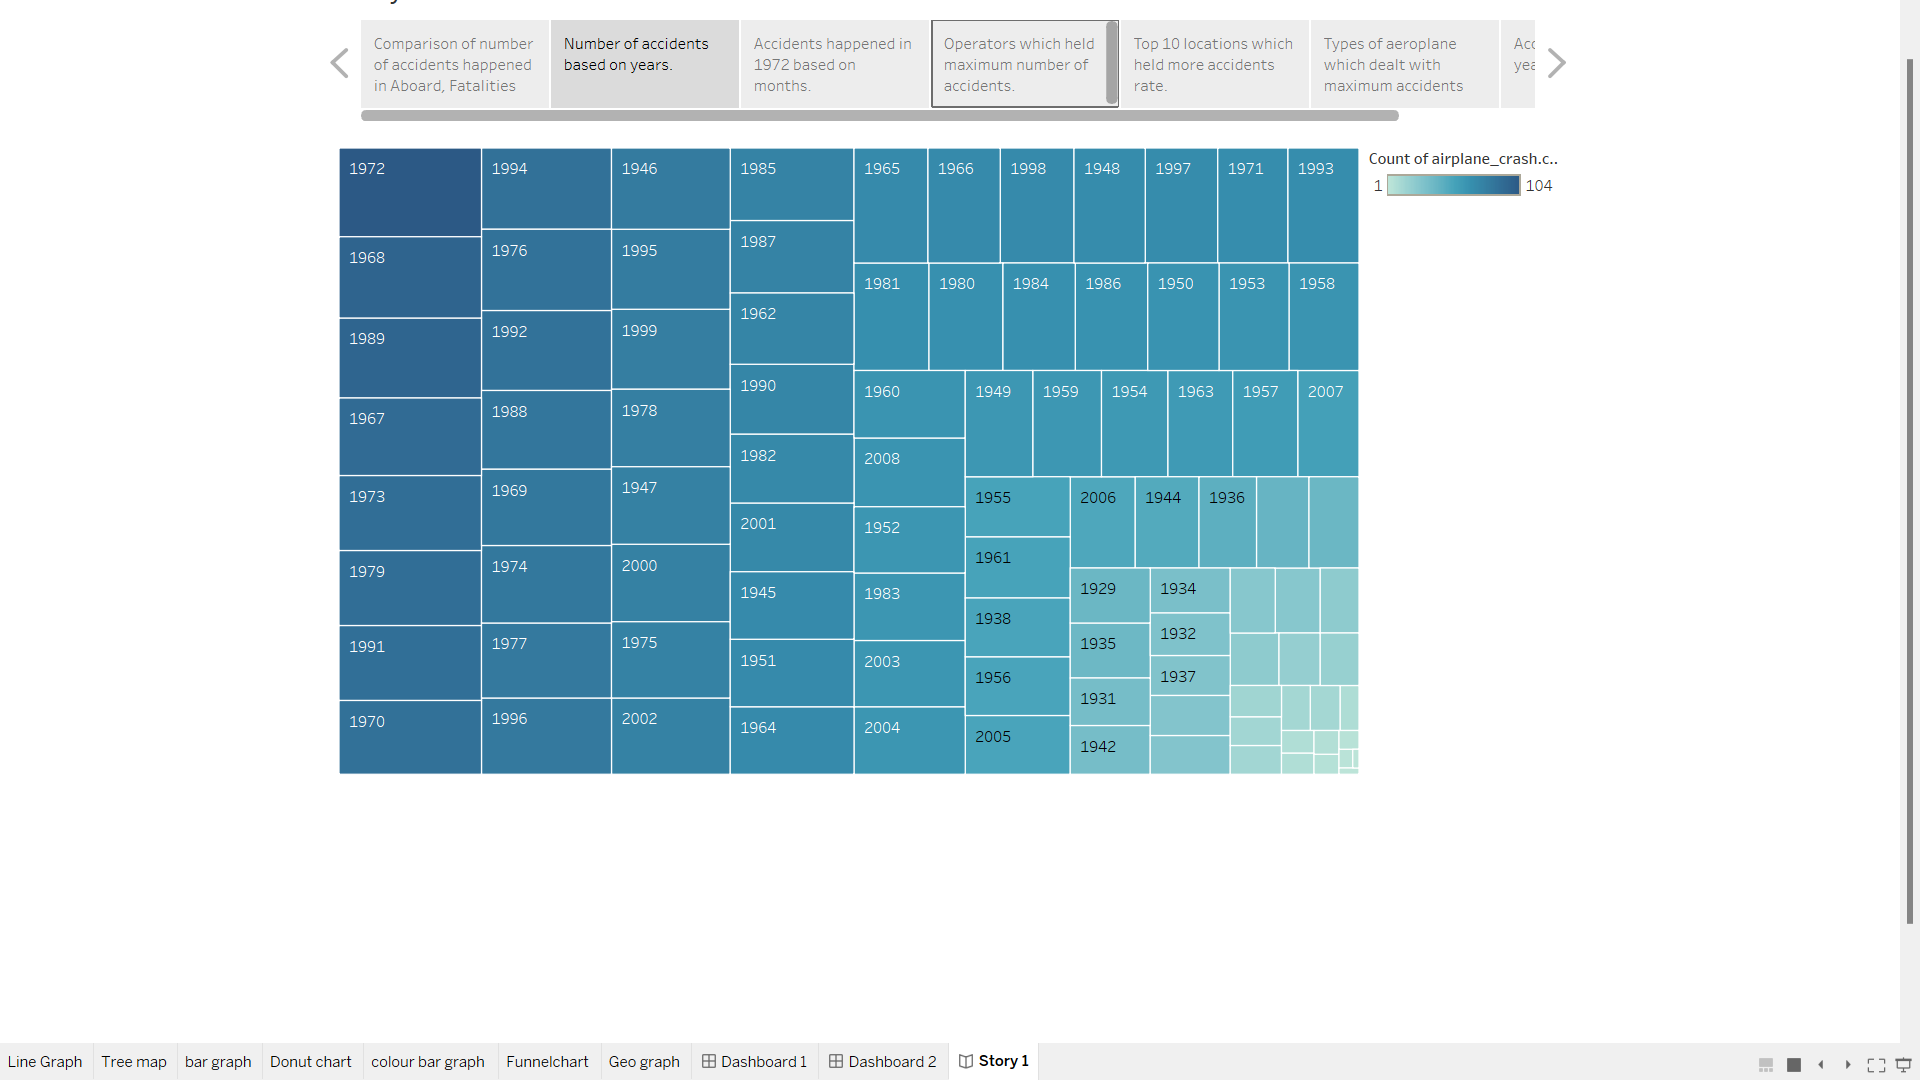 Comparison of number
of accidents happened
in Aboard, Fatalities
Number of accidents
based on years.
Accidents happened in
1972 based on
months.
Operators which held
maximum number of
accidents.
Top 10 locations which
held more accidents
rate.
Types of aeroplane
which dealt with
maximum accidents
Count of airplane_crash.c..
1 104
1972 1994 1946 1985 1965 1966 1998 1948 1997 1971 1993
1987
1968 1976 1995
1981 1980 1984 1986 1950 1953 1958
1962
1989 1992 1999
1990 1960 1949 1959 1954 1963 1957 2007
1967 1988 1978
1982 2008
1973 1969 1947 1955 2006 1944 1936
2001 1952
1979 1974 2000 1961
1945 1983 1929 1934
1938 1932
1991 1977 1975 1935
1951 2003 1956 1937
1931
1970 1996 2002 1964 2004 2005 1942
Line Graph Tree map bar graph Donut chart colour bar graph Funnelchart Geo graph Dashboard 1 Dashboard 2 Story 1